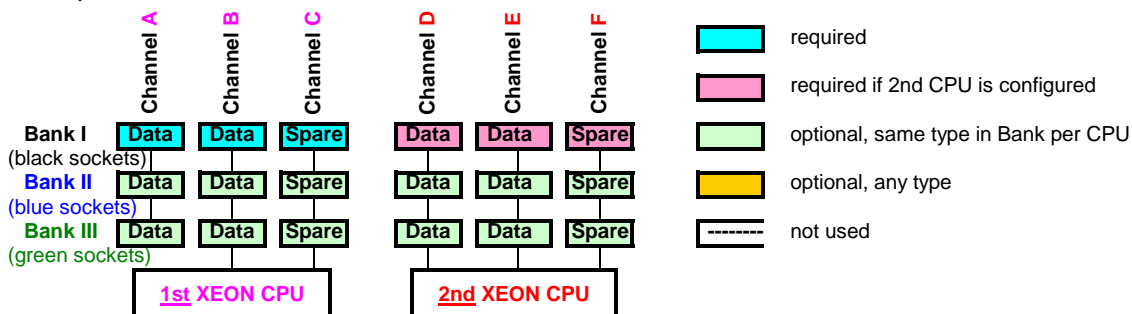 Channel A
Channel B
Channel C
Channel D
Channel E
Channel F
required
required if 2nd CPU is configured
Bank I Data Data Spare Data Data Spare optional, same type in Bank per CPU
(black sockets)
Bank II Data Data Spare Data Data Spare optional, any type
(blue sockets)
Bank III Data Data Spare Data Data Spare -------- not used
(green sockets)
1st XEON CPU 2nd XEON CPU